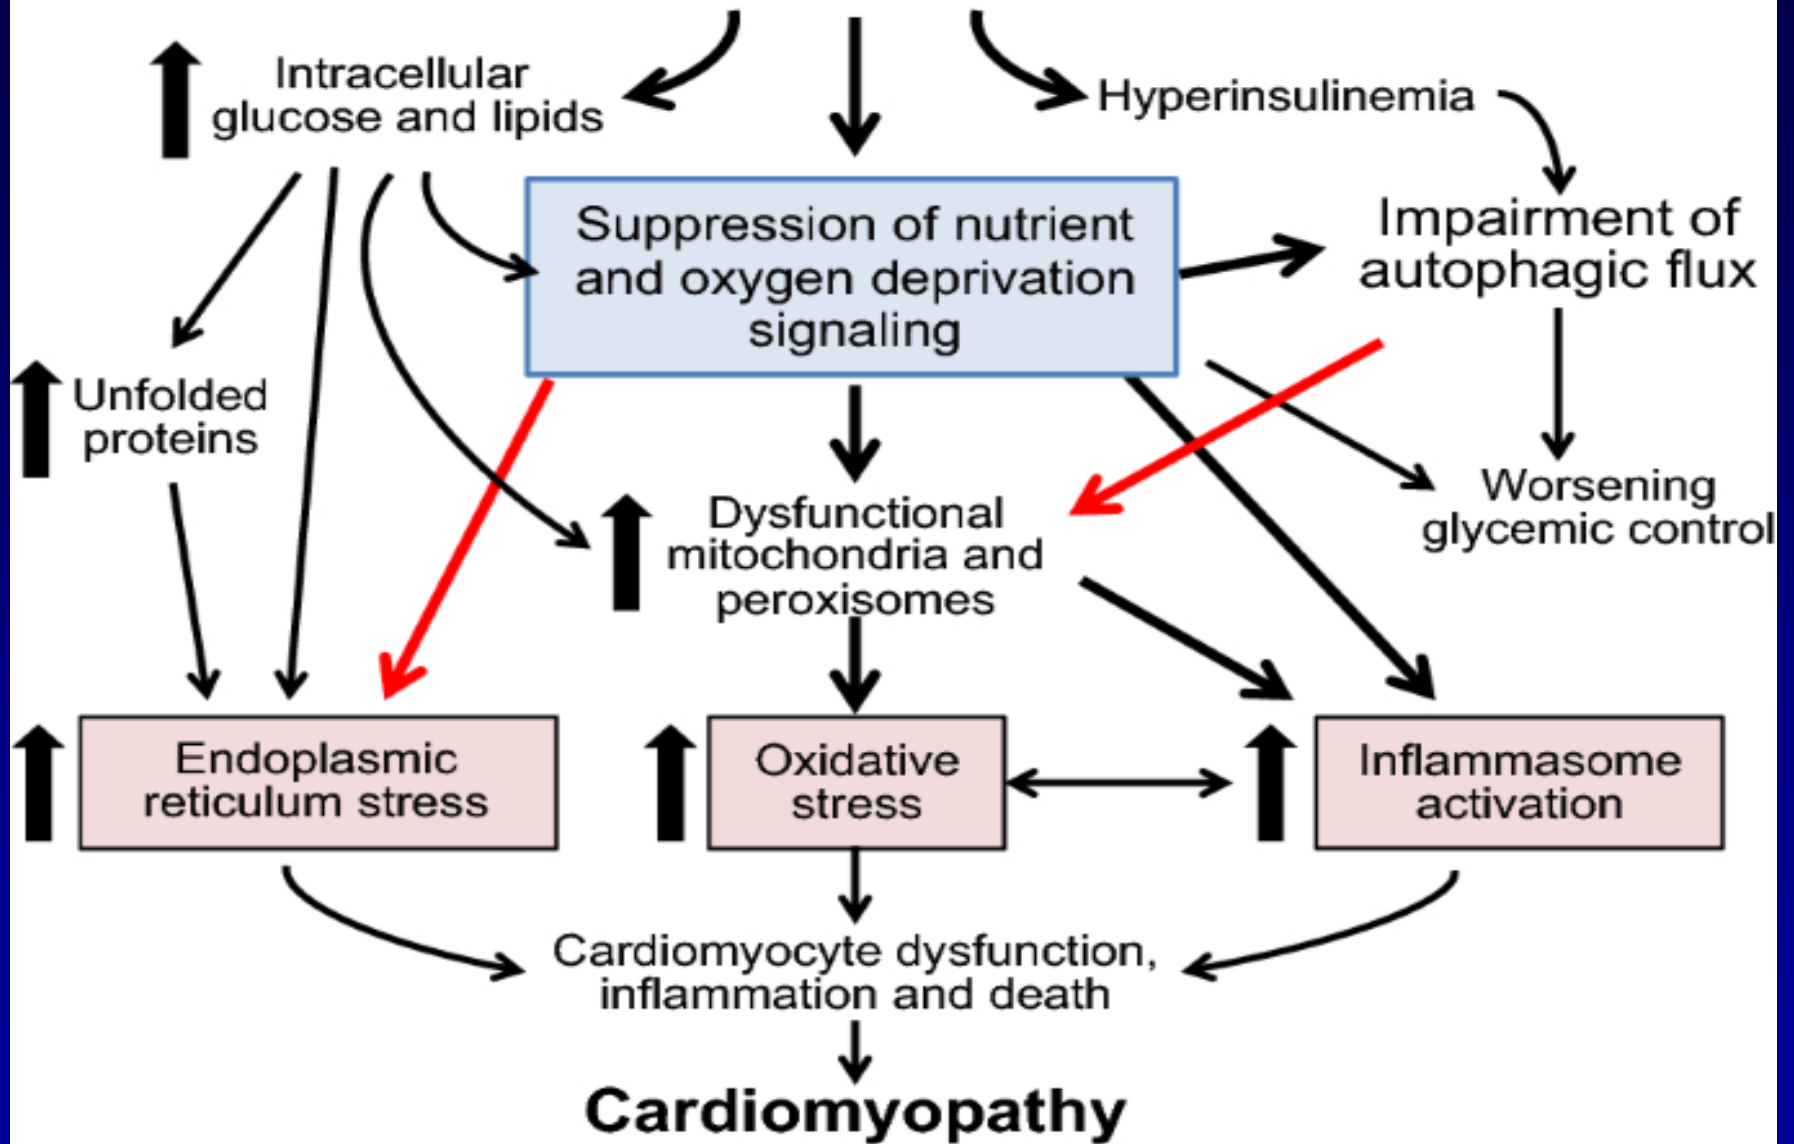 Intracellular
glucose and lipids
Hyperinsulinemia
Suppression of nutrient
and oxygen deprivation
signaling
Impairment of
autophagic flux
Unfolded
proteins
Dysfunctional
mitochondria and
peroxisomes
Worsening
glycemic control
Endoplasmic
reticulum stress
Oxidative
stress
Inflammasome
activation
Cardiomyocyte dysfunction,
inflammation and death
Cardiomyopathy